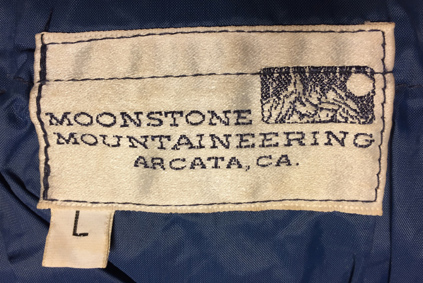 MOONSTONE
MOUNTAINEERING
ARCATA, CA.
L